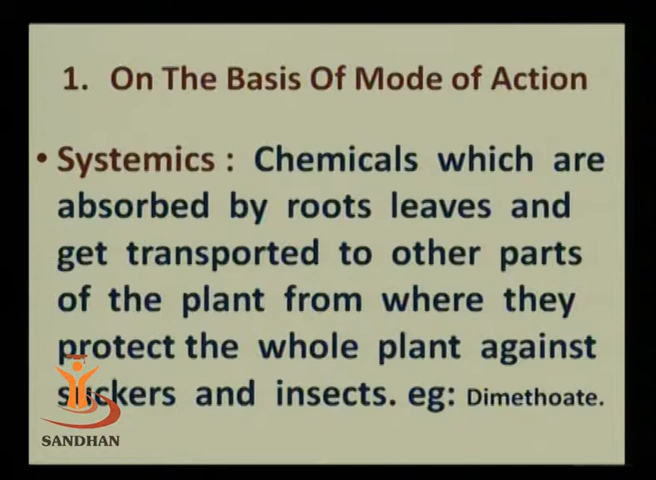 1. On The Basis Of Mode of Action
• Systemics : Chemicals which are
absorbed by roots leaves and
get transported to other parts
of the plant from where they
protect the whole plant against
suckers and insects. eg: Dimethoate.
SANDHAN